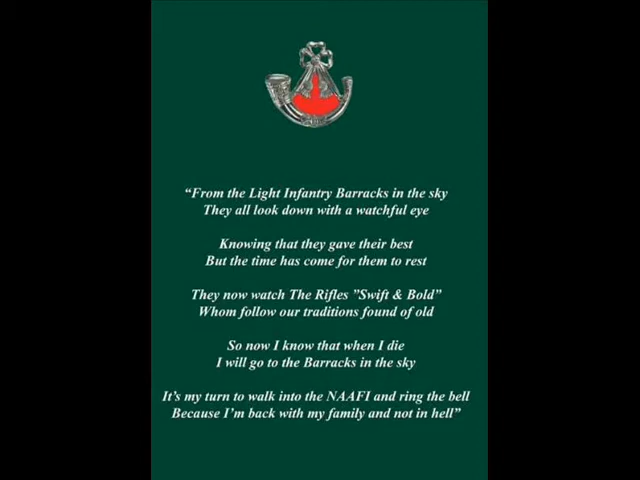 “From the Light Infantry Barracks in the sky
They all look down with a watchful eye
Knowing that they gave their best
But the time has come for them to rest
They now watch The Rifles ”Swift & Bold”
Whom follow our traditions found of old
So now I know that when I die
I will go to the Barracks in the sky
It’s my turn to walk into the NAAFI and ring the bell
Because I’m back with my family and not in hell”